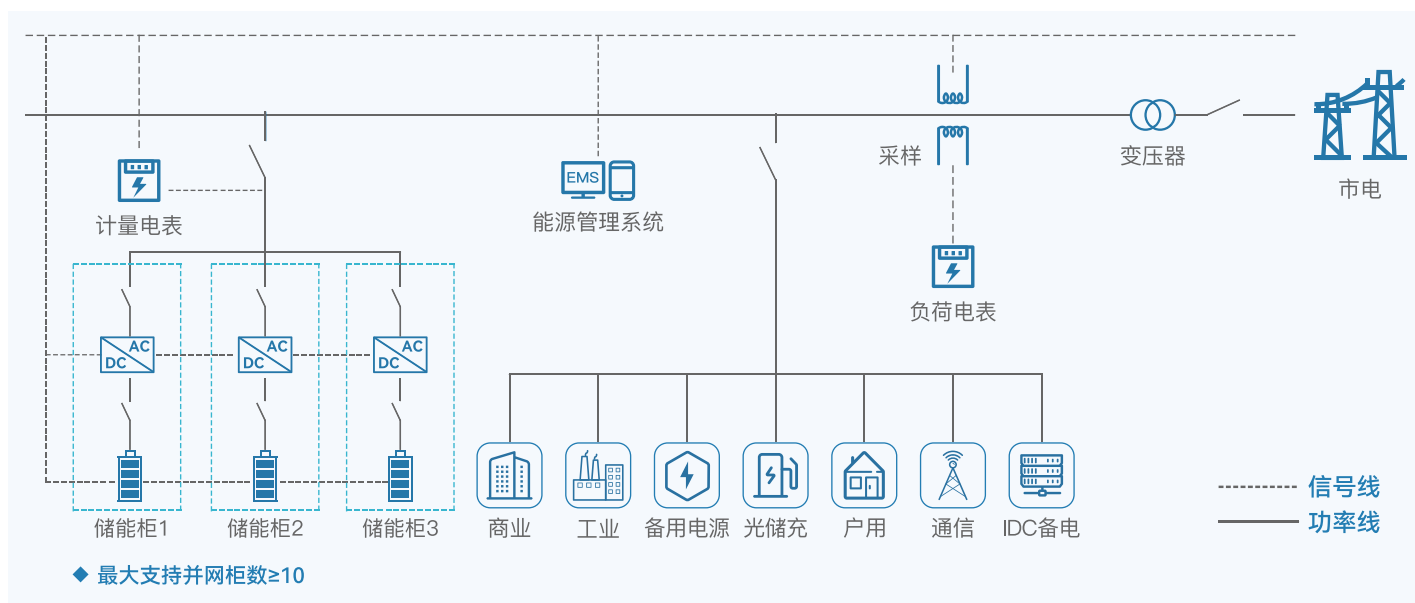 采样
变压器
市电
EMS
计量电表
能源管理系统
负荷电表
AC
DC
AC
DC
AC
DC
储能柜1
储能柜2
储能柜3
商业
工业
备用电源
光储充
户用
通信
IDC备电
信号线
功率线
最大支持并网柜数≥10